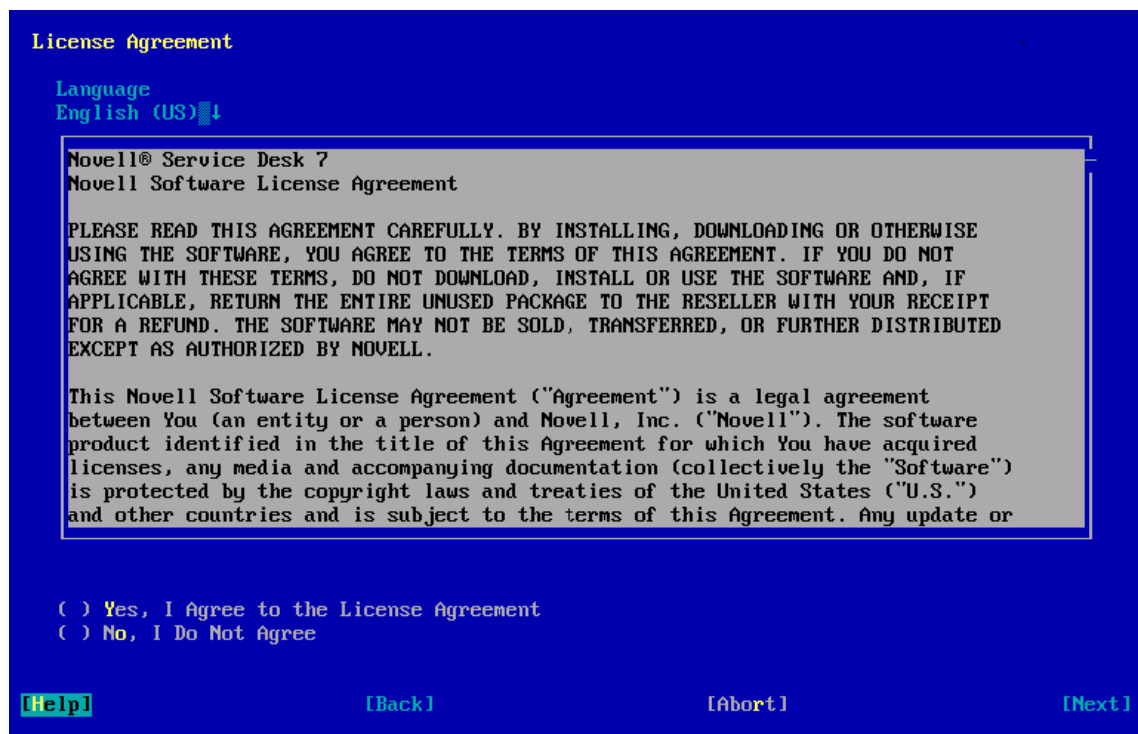 License Agreement
Language
English (US)▒↓
Novell® Service Desk 7
Novell Software License Agreement
PLEASE READ THIS AGREEMENT CAREFULLY. BY INSTALLING, DOWNLOADING OR OTHERWISE
USING THE SOFTWARE, YOU AGREE TO THE TERMS OF THIS AGREEMENT. IF YOU DO NOT
AGREE WITH THESE TERMS, DO NOT DOWNLOAD, INSTALL OR USE THE SOFTWARE AND, IF
APPLICABLE, RETURN THE ENTIRE UNUSED PACKAGE TO THE RESELLER WITH YOUR RECEIPT
FOR A REFUND. THE SOFTWARE MAY NOT BE SOLD, TRANSFERRED, OR FURTHER DISTRIBUTED
EXCEPT AS AUTHORIZED BY NOVELL.
This Novell Software License Agreement ("Agreement") is a legal agreement
between You (an entity or a person) and Novell, Inc. ("Novell"). The software
product identified in the title of this Agreement for which You have acquired
licenses, any media and accompanying documentation (collectively the "Software")
is protected by the copyright laws and treaties of the United States ("U.S.")
and other countries and is subject to the terms of this Agreement. Any update or
( ) Yes, I Agree to the License Agreement
( ) No, I Do Not Agree
[Help] [Back] [Abort] [Next]